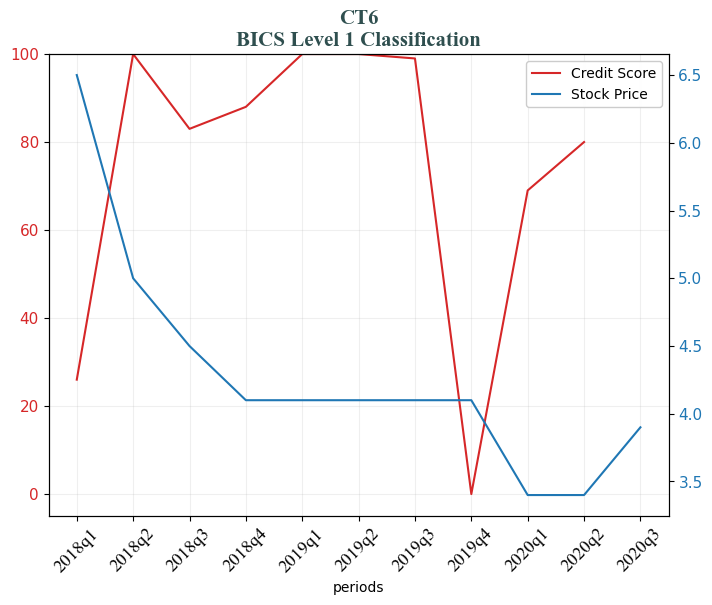 CT6
BICS Level 1 Classification
100
80
60
40
20
0
Credit Score
Stock Price
6.5
6.0
5.5
5.0
4.5
4.0
3.5
2018q1
2018q2
2018q3
2018q4
2019q1
2019q2
2019q3
2019q4
2020q1
2020q2
2020q3
periods